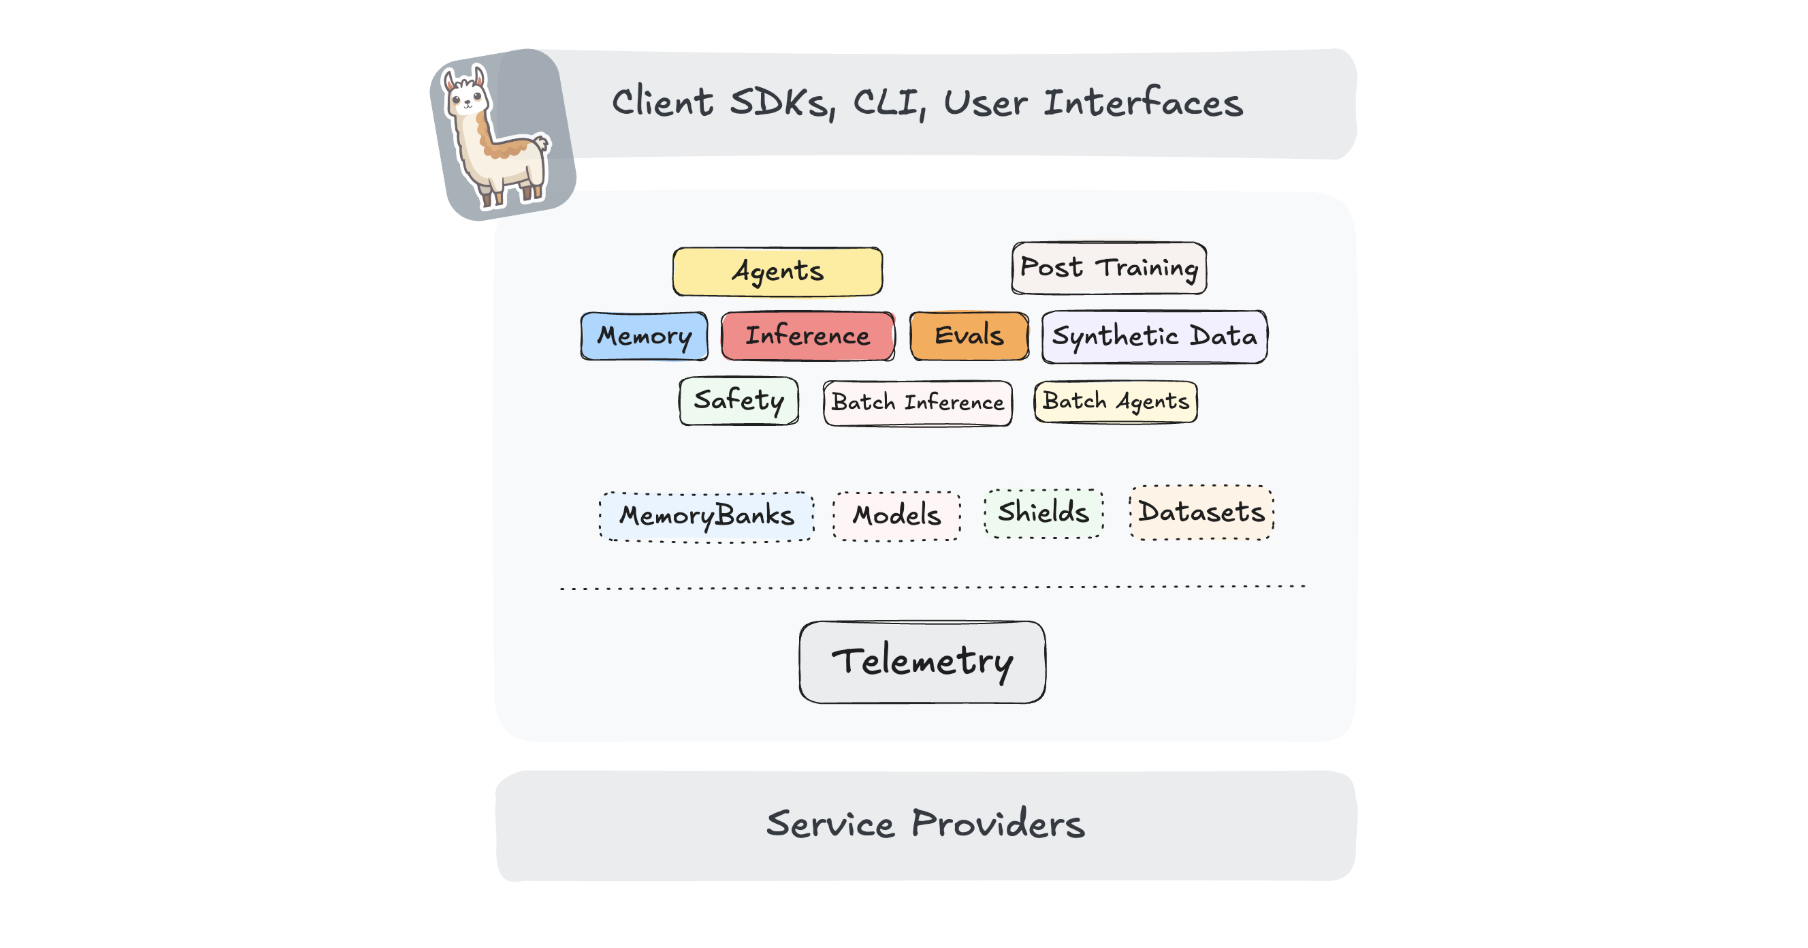 Client SDKs, CLI, User Interfaces
Agents
Post Training
Memory
Inference
Evals
Synthetic Data
Safety
Batch Inference
Batch Agents
MemoryBanks
Models
Shields
Datasets
Telemetry
Service Providers